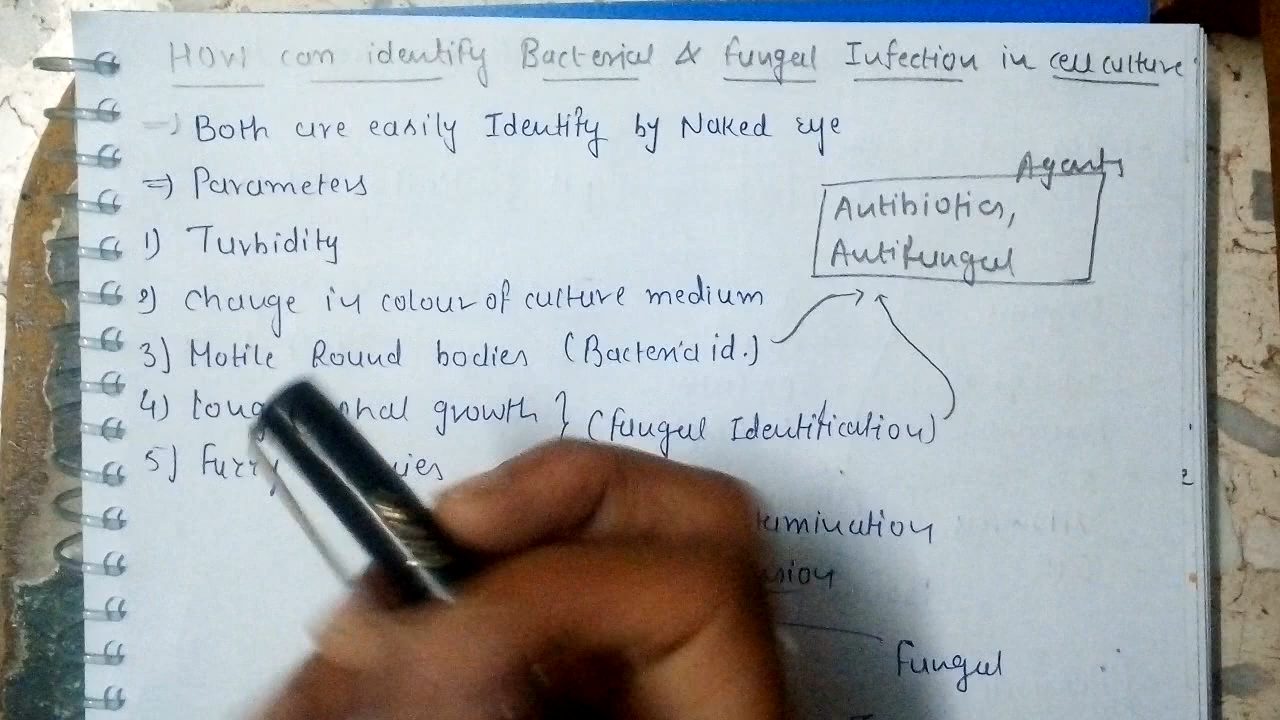 How can identify Bacterial & fungal Infection in cell culture
=) Both are easily Identify by Naked eye
=) Parameters
Agents
Antibiotics,
Antifungal
1) Turbidity
2) change in colour of culture medium
3) Motile Round bodies (Bacterial id.)
4) growth } (fungal Identification)
5)
fungal